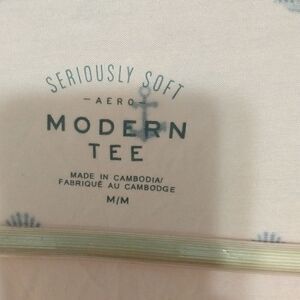 SERIOUSLY SOFT
— AERO —
MODERN
TEE
MADE IN CAMBODIA/
FABRIQUÉ AU CAMBODGE
M/M